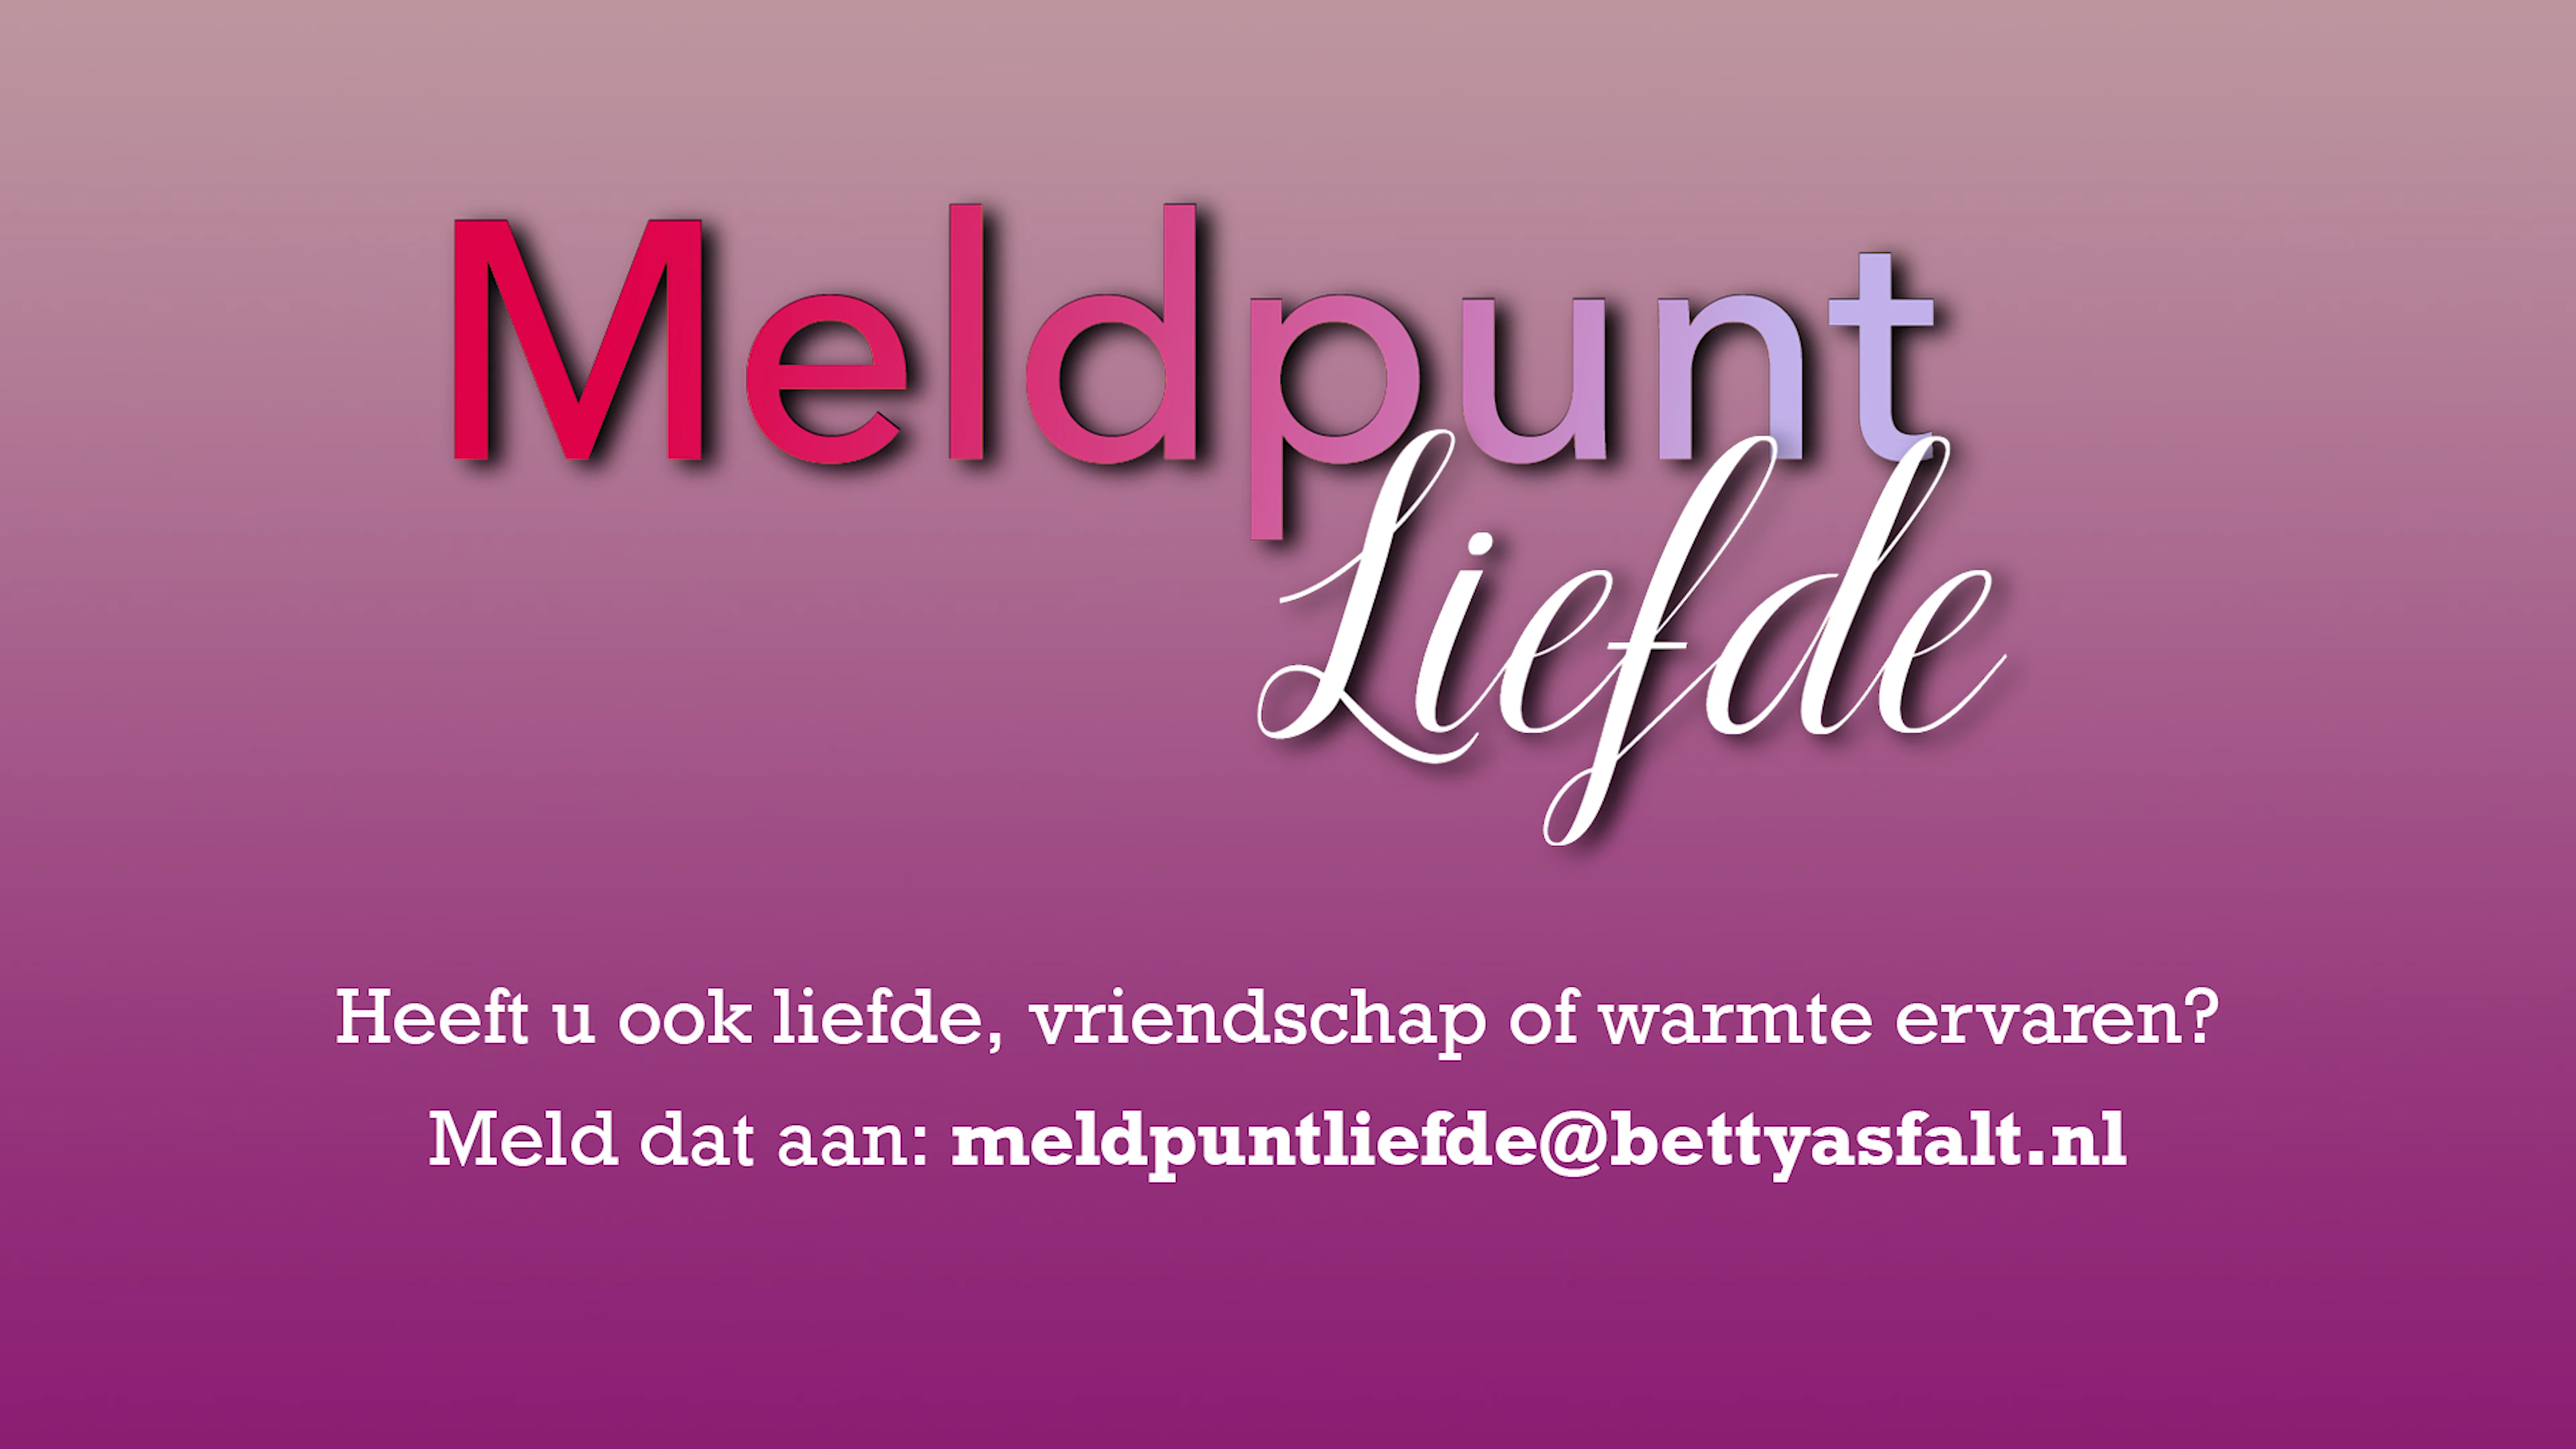 Meldpunt
Liefde
Heeft u ook liefde, vriendschap of warmte ervaren?
Meld dat aan: meldpuntliefde@bettyasfalt.nl